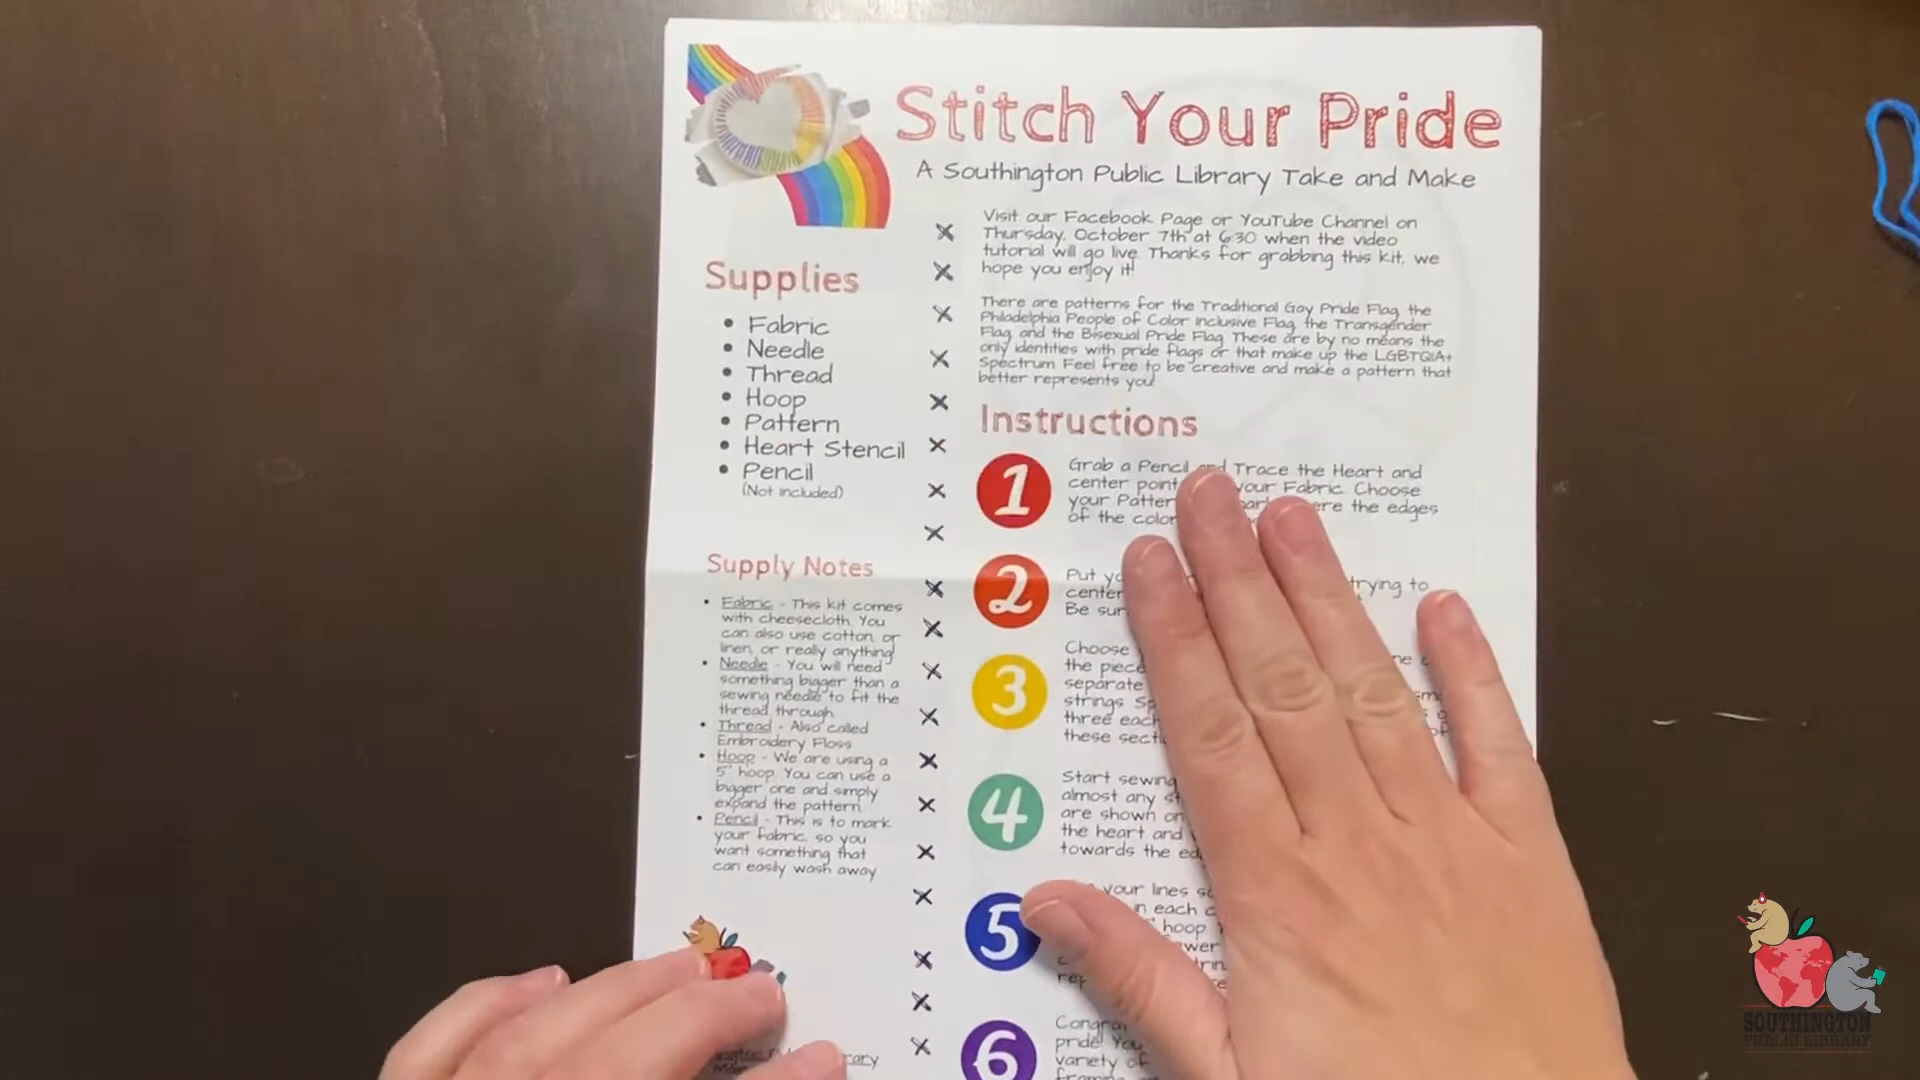 Stitch Your Pride
A Southington Public Library Take and Make
Visit our Facebook Page or YouTube Channel on
Thursday, October 7th at 6:30 when the video
tutorial will go live. Thanks for grabbing this kit, we
hope you enjoy it!
There are patterns for the Traditional Gay Pride Flag, the
Philadelphia People of Color Inclusive Flag, the Transgender
Flag, and the Bisexual Pride Flag. These are by no means the
only identities with pride flags or that make up the LGBTQIA+
Spectrum. Feel free to be creative and make a pattern that
better represents you!
Supplies
Fabric
Needle
Thread
Hoop
Pattern
Heart Stencil
Pencil
(Not included)
Supply Notes
Fabric - This kit comes
with cheesecloth. You
can also use cotton, or
linen, or really anything!
Needle - You will need
something bigger than a
sewing needle to fit the
thread through.
Thread - Also called
Embroidery Floss
Hoop - We are using a
5" hoop. You can use a
bigger one and simply
expand the pattern.
Pencil - This is to mark
your fabric, so you
want something that
can easily wash away
Instructions
1
Grab a Pencil and Trace the Heart and
center point your Fabric. Choose
your the edges
of the
2
Put trying to
center
Be
3
Choose
the
separate
strings.
three each
these
4
Start sewing
almost any
are shown on
the heart and
towards the
5
your lines
in each
hoop
6
pride! You
variety of
SOUTHINGTON
PUBLIC LIBRARY